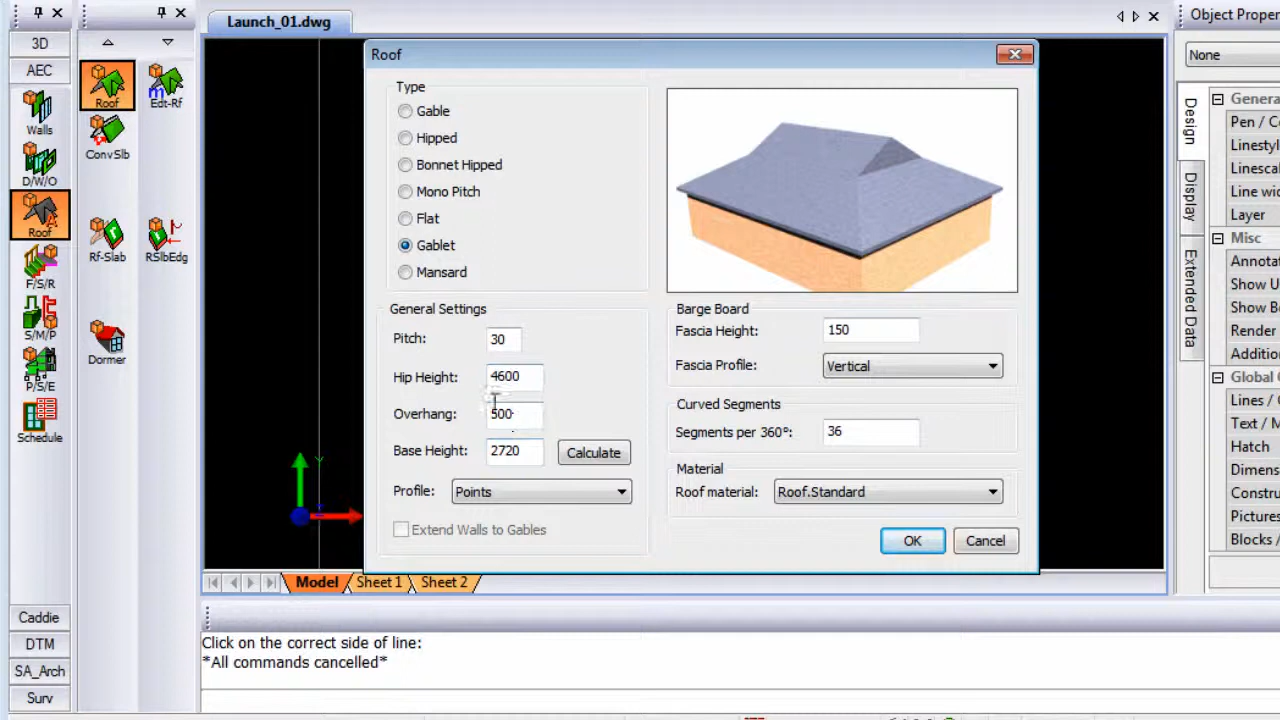 Launch_01.dwg
Object Proper
3D
AEC
Walls
D/W/O
Roof
F/S/R
S/M/P
P/S/E
Schedule
Caddie
DTM
SA_Arch
Surv
Roof
Edt-Rf
ConvSlb
Rf-Slab
RSlbEdg
Dormer
Roof
Type
Gable
Hipped
Bonnet Hipped
Mono Pitch
Flat
Gablet
Mansard
General Settings
Pitch: 30
Hip Height: 4600
Overhang: 500
Base Height: 2720 Calculate
Profile: Points
Extend Walls to Gables
Barge Board
Fascia Height: 150
Fascia Profile: Vertical
Curved Segments
Segments per 360°: 36
Material
Roof material: Roof.Standard
OK Cancel
X
Y
Model Sheet 1 Sheet 2
Click on the correct side of line:
*All commands cancelled*
None
Design
Display
Extended Data
Genera
Pen / Co
Linestyl
Linescal
Line wid
Layer
Misc
Annotat
Show U
Show Be
Render
Additio
Global
Lines /
Text / M
Hatch
Dimens
Constru
Pictures
Blocks /